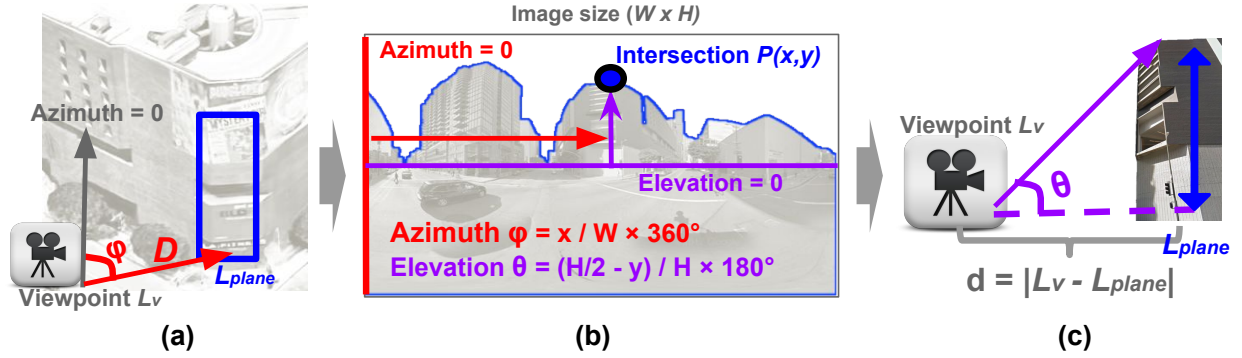 Azimuth = 0
φ
D
Lplane
Viewpoint Lv
(a)
Image size (W x H)
Azimuth = 0
Intersection P(x,y)
Elevation = 0
Azimuth φ = x / W × 360°
Elevation θ = (H/2 - y) / H × 180°
(b)
Viewpoint Lv
θ
Lplane
d = |Lv - Lplane|
(c)